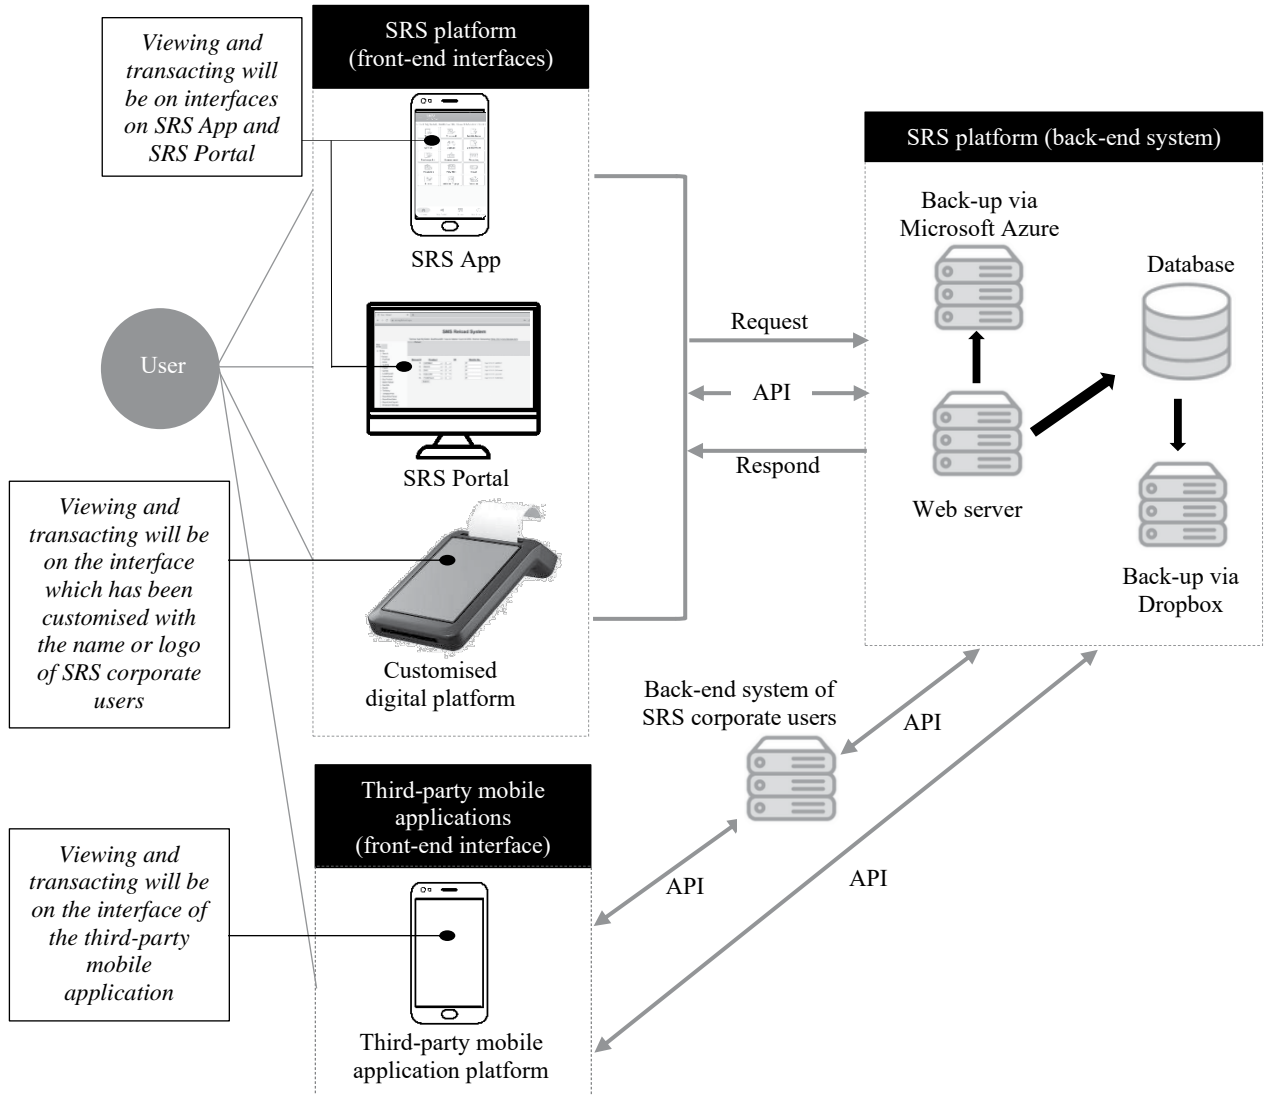 Viewing and
transacting will
be on interfaces
on SRS App and
SRS Portal
SRS platform
(front-end interfaces)
SRS App
SMS Reload System
SRS Portal
Customised
digital platform
User
Viewing and
transacting will be
on the interface
which has been
customised with
the name or logo
of SRS corporate
users
Request
API
Respond
SRS platform (back-end system)
Back-up via
Microsoft Azure
Database
Web server
Back-up via
Dropbox
Back-end system of
SRS corporate users
API
API
API
Third-party mobile
applications
(front-end interface)
Viewing and
transacting will be
on the interface of
the third-party
mobile
application
Third-party mobile
application platform